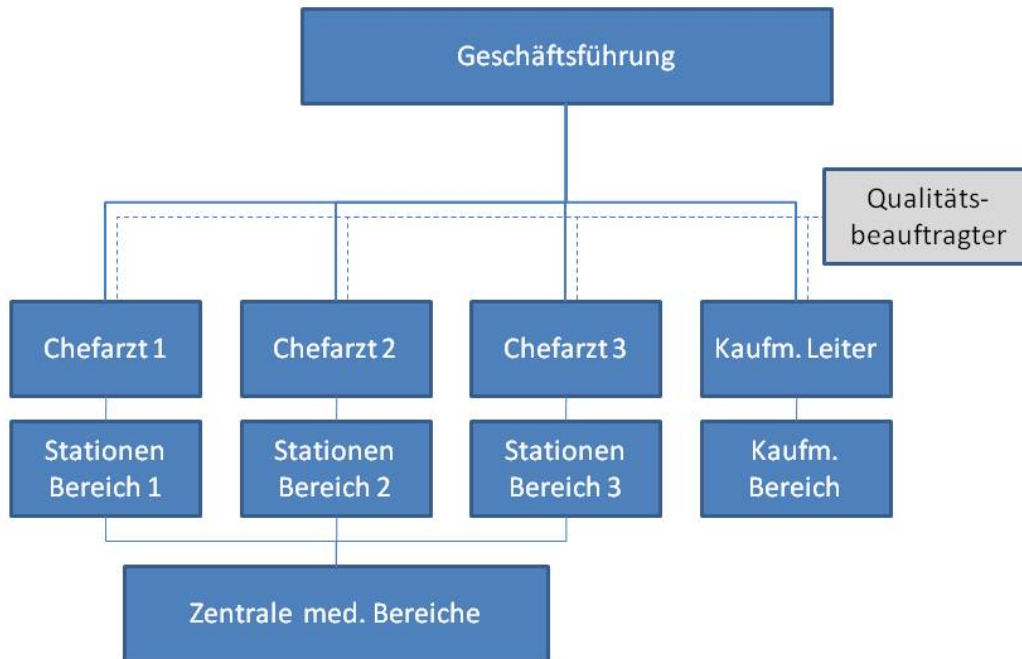 Geschäftsführung
Qualitäts-
beauftragter
Chefarzt 1
Chefarzt 2
Chefarzt 3
Kaufm. Leiter
Stationen
Bereich 1
Stationen
Bereich 2
Stationen
Bereich 3
Kaufm.
Bereich
Zentrale med. Bereiche